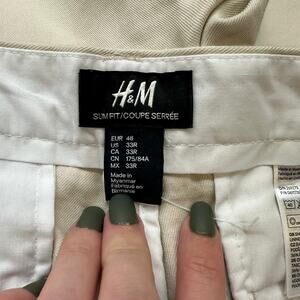 H&M
SLIM FIT/COUPE SERRÉE
EUR 48
US 33R
CA 33R
CN 175/84A
MX 33R
Made in
Myanmar
Fabriqué en
Birmanie